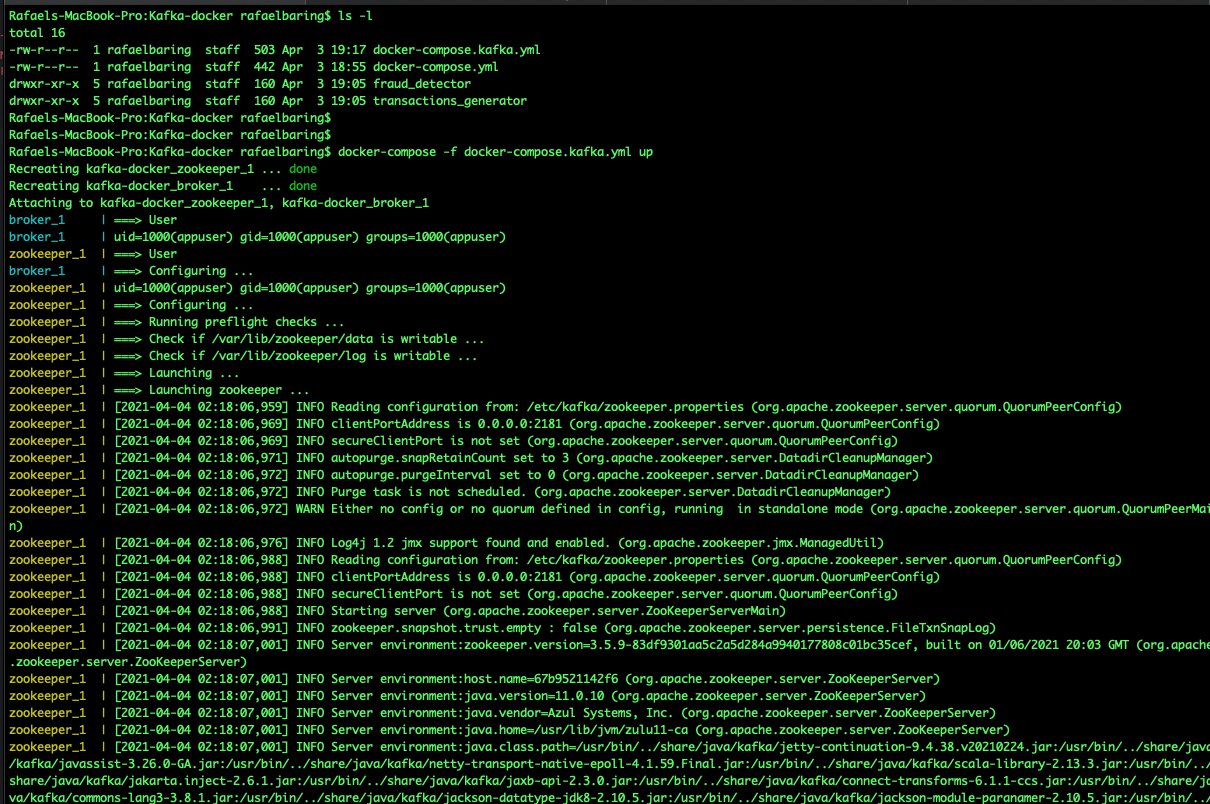 Rafaels-MacBook-Pro:Kafka-docker rafaelbaring$ ls -l
total 16
-rw-r--r--  1 rafaelbaring  staff  503 Apr  3 19:17 docker-compose.kafka.yml
-rw-r--r--  1 rafaelbaring  staff  442 Apr  3 18:55 docker-compose.yml
drwxr-xr-x  5 rafaelbaring  staff  160 Apr  3 19:05 fraud_detector
drwxr-xr-x  5 rafaelbaring  staff  160 Apr  3 19:05 transactions_generator
Rafaels-MacBook-Pro:Kafka-docker rafaelbaring$
Rafaels-MacBook-Pro:Kafka-docker rafaelbaring$
Rafaels-MacBook-Pro:Kafka-docker rafaelbaring$ docker-compose -f docker-compose.kafka.yml up
Recreating kafka-docker_zookeeper_1 ... done
Recreating kafka-docker_broker_1    ... done
Attaching to kafka-docker_zookeeper_1, kafka-docker_broker_1
broker_1     | ===> User
broker_1     | uid=1000(appuser) gid=1000(appuser) groups=1000(appuser)
zookeeper_1  | ===> User
broker_1     | ===> Configuring ...
zookeeper_1  | uid=1000(appuser) gid=1000(appuser) groups=1000(appuser)
zookeeper_1  | ===> Configuring ...
zookeeper_1  | ===> Running preflight checks ...
zookeeper_1  | ===> Check if /var/lib/zookeeper/data is writable ...
zookeeper_1  | ===> Check if /var/lib/zookeeper/log is writable ...
zookeeper_1  | ===> Launching ...
zookeeper_1  | ===> Launching zookeeper ...
zookeeper_1  | [2021-04-04 02:18:06,959] INFO Reading configuration from: /etc/kafka/zookeeper.properties (org.apache.zookeeper.server.quorum.QuorumPeerConfig)
zookeeper_1  | [2021-04-04 02:18:06,969] INFO clientPortAddress is 0.0.0.0:2181 (org.apache.zookeeper.server.quorum.QuorumPeerConfig)
zookeeper_1  | [2021-04-04 02:18:06,969] INFO secureClientPort is not set (org.apache.zookeeper.server.quorum.QuorumPeerConfig)
zookeeper_1  | [2021-04-04 02:18:06,971] INFO autopurge.snapRetainCount set to 3 (org.apache.zookeeper.server.DatadirCleanupManager)
zookeeper_1  | [2021-04-04 02:18:06,972] INFO autopurge.purgeInterval set to 0 (org.apache.zookeeper.server.DatadirCleanupManager)
zookeeper_1  | [2021-04-04 02:18:06,972] INFO Purge task is not scheduled. (org.apache.zookeeper.server.DatadirCleanupManager)
zookeeper_1  | [2021-04-04 02:18:06,972] WARN Either no config or no quorum defined in config, running  in standalone mode (org.apache.zookeeper.server.quorum.QuorumPeerMai
n)
zookeeper_1  | [2021-04-04 02:18:06,976] INFO Log4j 1.2 jmx support found and enabled. (org.apache.zookeeper.jmx.ManagedUtil)
zookeeper_1  | [2021-04-04 02:18:06,988] INFO Reading configuration from: /etc/kafka/zookeeper.properties (org.apache.zookeeper.server.quorum.QuorumPeerConfig)
zookeeper_1  | [2021-04-04 02:18:06,988] INFO clientPortAddress is 0.0.0.0:2181 (org.apache.zookeeper.server.quorum.QuorumPeerConfig)
zookeeper_1  | [2021-04-04 02:18:06,988] INFO secureClientPort is not set (org.apache.zookeeper.server.quorum.QuorumPeerConfig)
zookeeper_1  | [2021-04-04 02:18:06,988] INFO Starting server (org.apache.zookeeper.server.ZooKeeperServerMain)
zookeeper_1  | [2021-04-04 02:18:06,991] INFO zookeeper.snapshot.trust.empty : false (org.apache.zookeeper.server.persistence.FileTxnSnapLog)
zookeeper_1  | [2021-04-04 02:18:07,001] INFO Server environment:zookeeper.version=3.5.9-83df9301aa5c2a5d284a9940177808c01bc35cef, built on 01/06/2021 20:03 GMT (org.apache
.zookeeper.server.ZooKeeperServer)
zookeeper_1  | [2021-04-04 02:18:07,001] INFO Server environment:host.name=67b9521142f6 (org.apache.zookeeper.server.ZooKeeperServer)
zookeeper_1  | [2021-04-04 02:18:07,001] INFO Server environment:java.version=11.0.10 (org.apache.zookeeper.server.ZooKeeperServer)
zookeeper_1  | [2021-04-04 02:18:07,001] INFO Server environment:java.vendor=Azul Systems, Inc. (org.apache.zookeeper.server.ZooKeeperServer)
zookeeper_1  | [2021-04-04 02:18:07,001] INFO Server environment:java.home=/usr/lib/jvm/zulu11-ca (org.apache.zookeeper.server.ZooKeeperServer)
zookeeper_1  | [2021-04-04 02:18:07,001] INFO Server environment:java.class.path=/usr/bin/../share/java/kafka/jetty-continuation-9.4.38.v20210224.jar:/usr/bin/../share/java
/kafka/javassist-3.26.0-GA.jar:/usr/bin/../share/java/kafka/netty-transport-native-epoll-4.1.59.Final.jar:/usr/bin/../share/java/kafka/scala-library-2.13.3.jar:/usr/bin/../
share/java/kafka/jakarta.inject-2.6.1.jar:/usr/bin/../share/java/kafka/jaxb-api-2.3.0.jar:/usr/bin/../share/java/kafka/connect-transforms-6.1.1-ccs.jar:/usr/bin/../share/ja
va/kafka/commons-lang3-3.8.1.jar:/usr/bin/../share/java/kafka/jackson-datatype-jdk8-2.10.5.jar:/usr/bin/../share/java/kafka/jackson-module-paranamer-2.10.5.jar:/usr/bin/../